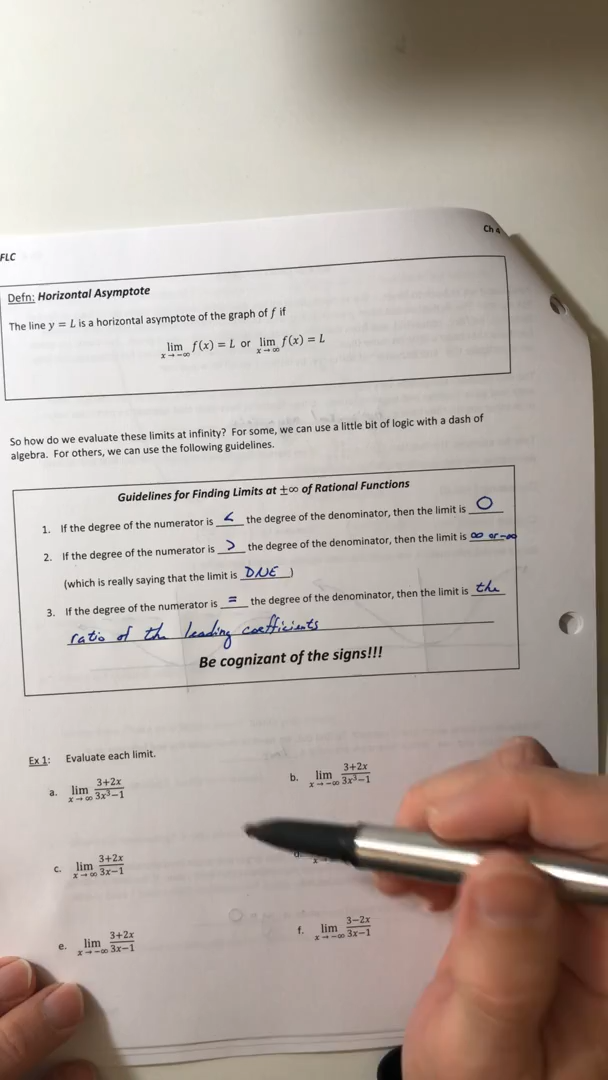 FLC
Ch 4
Defn: Horizontal Asymptote
The line y = L is a horizontal asymptote of the graph of f if
lim x→-∞ f(x) = L or lim x→∞ f(x) = L
So how do we evaluate these limits at infinity? For some, we can use a little bit of logic with a dash of
algebra. For others, we can use the following guidelines.
Guidelines for Finding Limits at ±∞ of Rational Functions
1. If the degree of the numerator is < the degree of the denominator, then the limit is 0
2. If the degree of the numerator is > the degree of the denominator, then the limit is ∞ or -∞
(which is really saying that the limit is DNE )
3. If the degree of the numerator is = the degree of the denominator, then the limit is the
ratio of the leading coefficients
Be cognizant of the signs!!!
Ex 1: Evaluate each limit.
a. lim x→∞ (3+2x)/(3x³−1)
b. lim x→-∞ (3+2x)/(3x³−1)
c. lim x→∞ (3+2x)/(3x−1)
d.
e. lim x→-∞ (3+2x)/(3x−1)
f. lim x→-∞ (3−2x)/(3x−1)